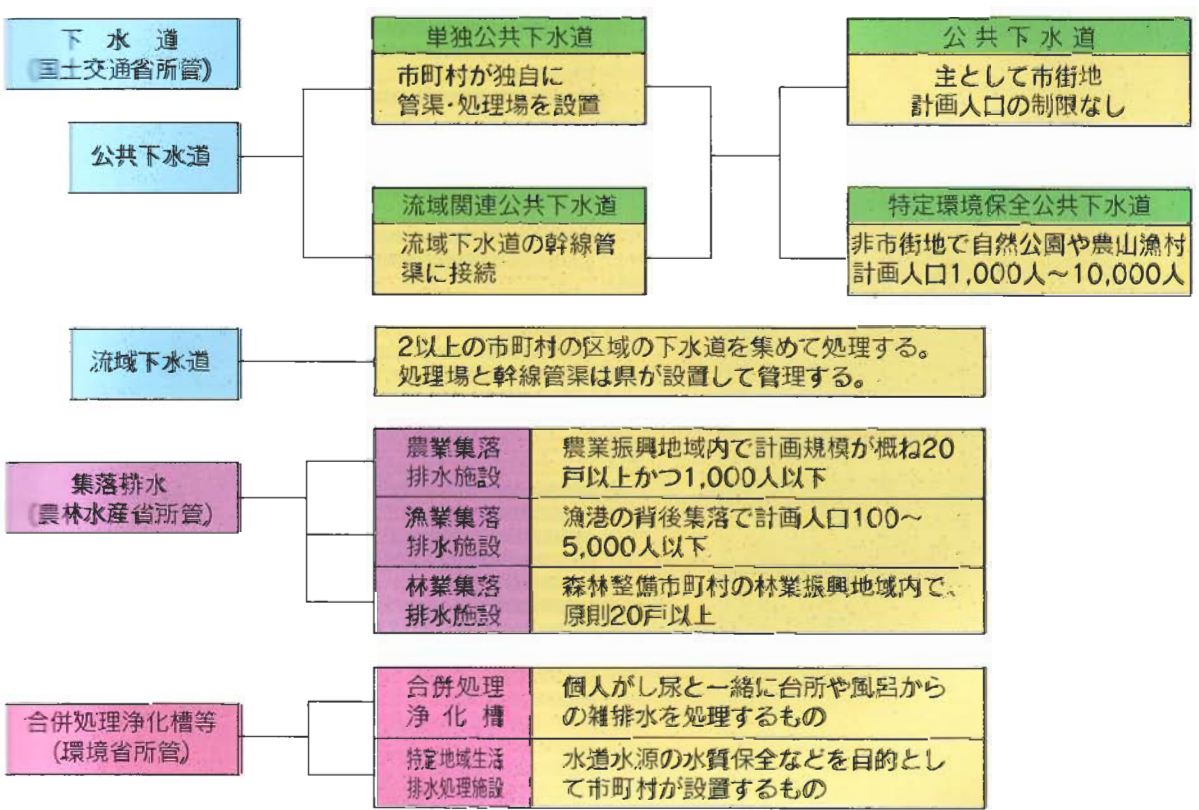 下水道
(国土交通省所管)
公共下水道
単独公共下水道
市町村が独自に
管渠・処理場を設置
流域関連公共下水道
流域下水道の幹線管
渠に接続
公共下水道
主として市街地
計画人口の制限なし
特定環境保全公共下水道
非市街地で自然公園や農山漁村
計画人口1,000人～10,000人
流域下水道
2以上の市町村の区域の下水道を集めて処理する。
処理場と幹線管渠は県が設置して管理する。
集落排水
(農林水産省所管)
農業集落
排水施設
農業振興地域内で計画規模が概ね20
戸以上かつ1,000人以下
漁業集落
排水施設
漁港の背後集落で計画人口100～
5,000人以下
林業集落
排水施設
森林整備市町村の林業振興地域内で、
原則20戸以上
合併処理浄化槽等
(環境省所管)
合併処理
浄化槽
個人がし尿と一緒に台所や風呂から
の雑排水を処理するもの
特定地域生活
排水処理施設
水道水源の水質保全などを目的とし
て市町村が設置するもの